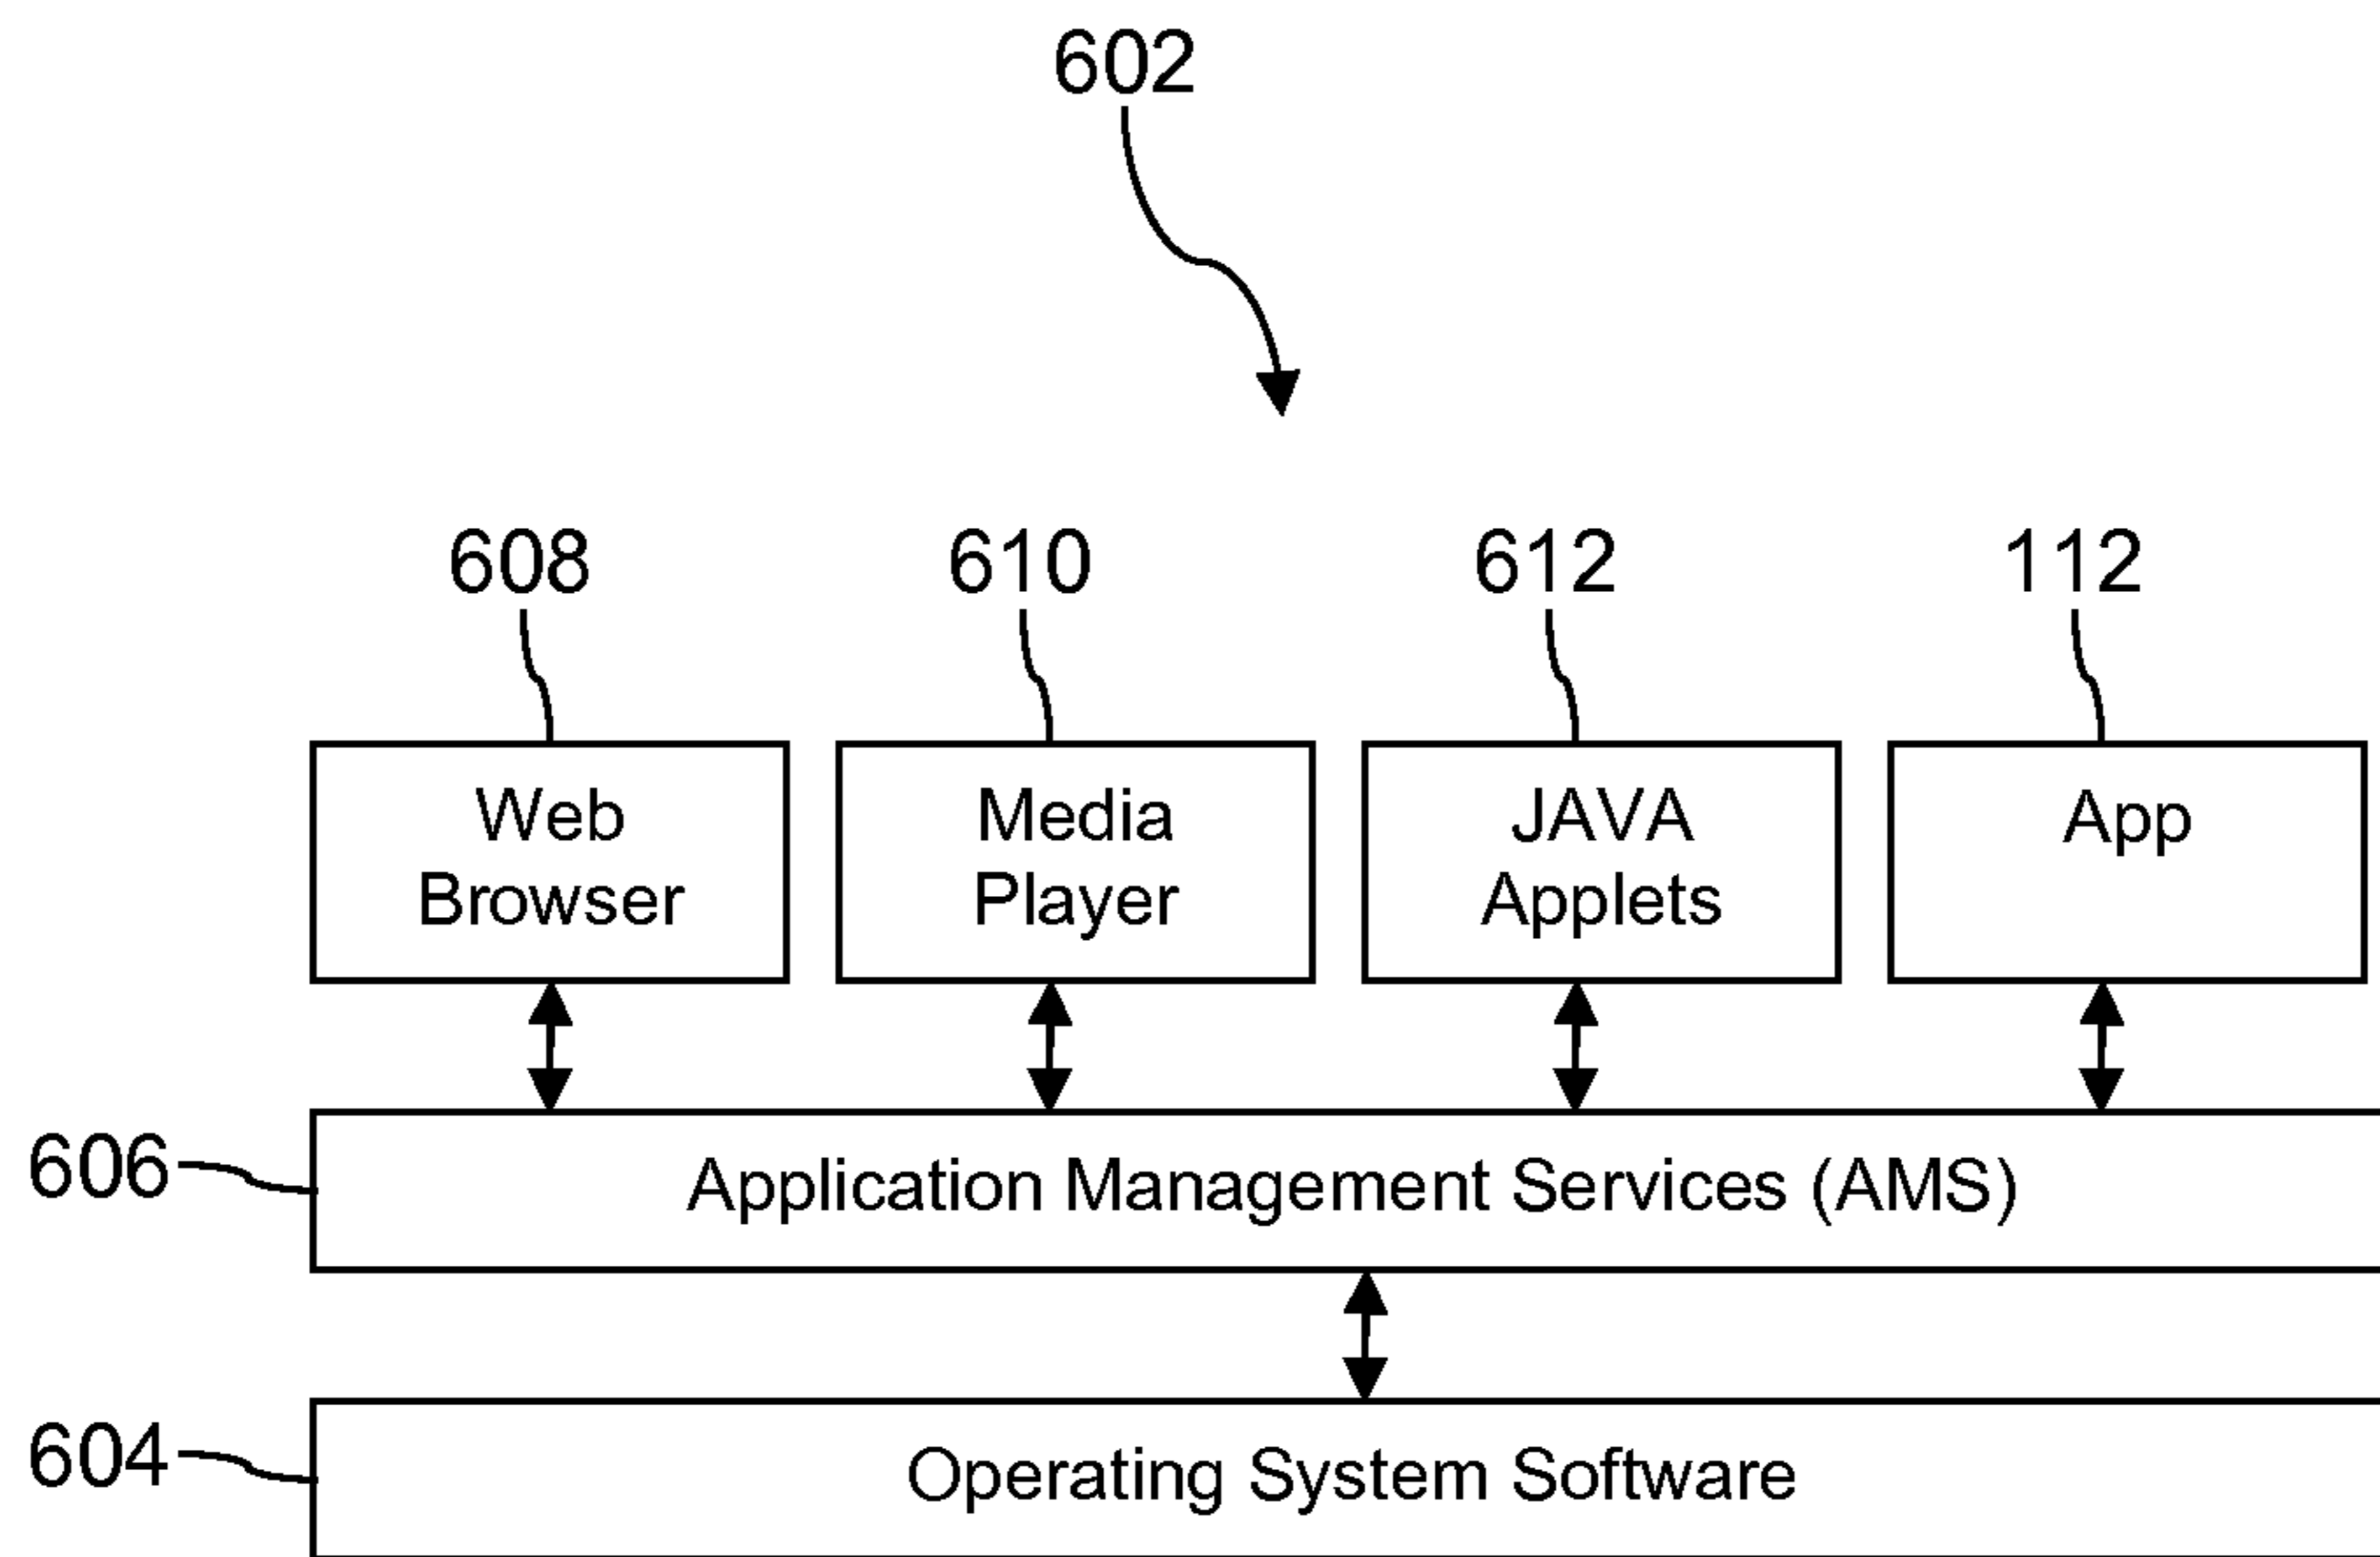 602
608
610
612
112
Web
Browser
Media
Player
JAVA
Applets
App
606
Application Management Services (AMS)
604
Operating System Software